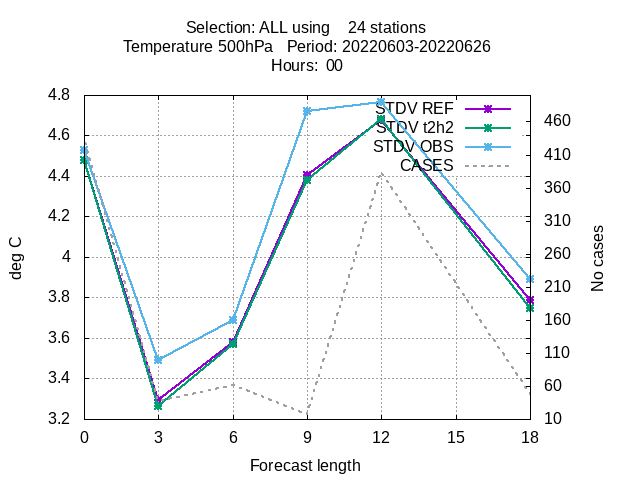 Selection: ALL using    24 stations
Temperature 500hPa   Period: 20220603-20220626
Hours:  00
STDV REF
STDV t2h2
STDV OBS
CASES
4.8
4.6
4.4
4.2
4
3.8
3.6
3.4
3.2
deg C
460
410
360
310
260
210
160
110
60
10
No cases
0 3 6 9 12 15 18
Forecast length